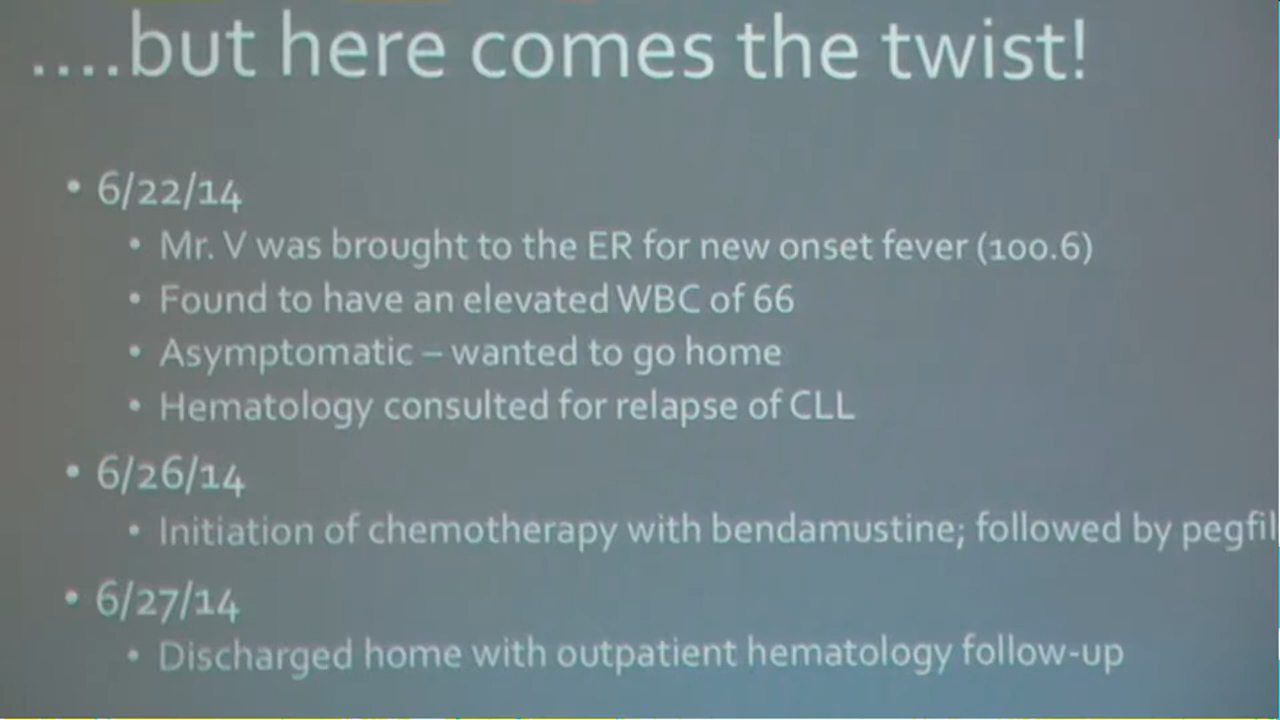 ....but here comes the twist!
• 6/22/14
• Mr. V was brought to the ER for new onset fever (100.6)
• Found to have an elevated WBC of 66
• Asymptomatic – wanted to go home
• Hematology consulted for relapse of CLL
• 6/26/14
• Initiation of chemotherapy with bendamustine; followed by pegfil
• 6/27/14
• Discharged home with outpatient hematology follow-up